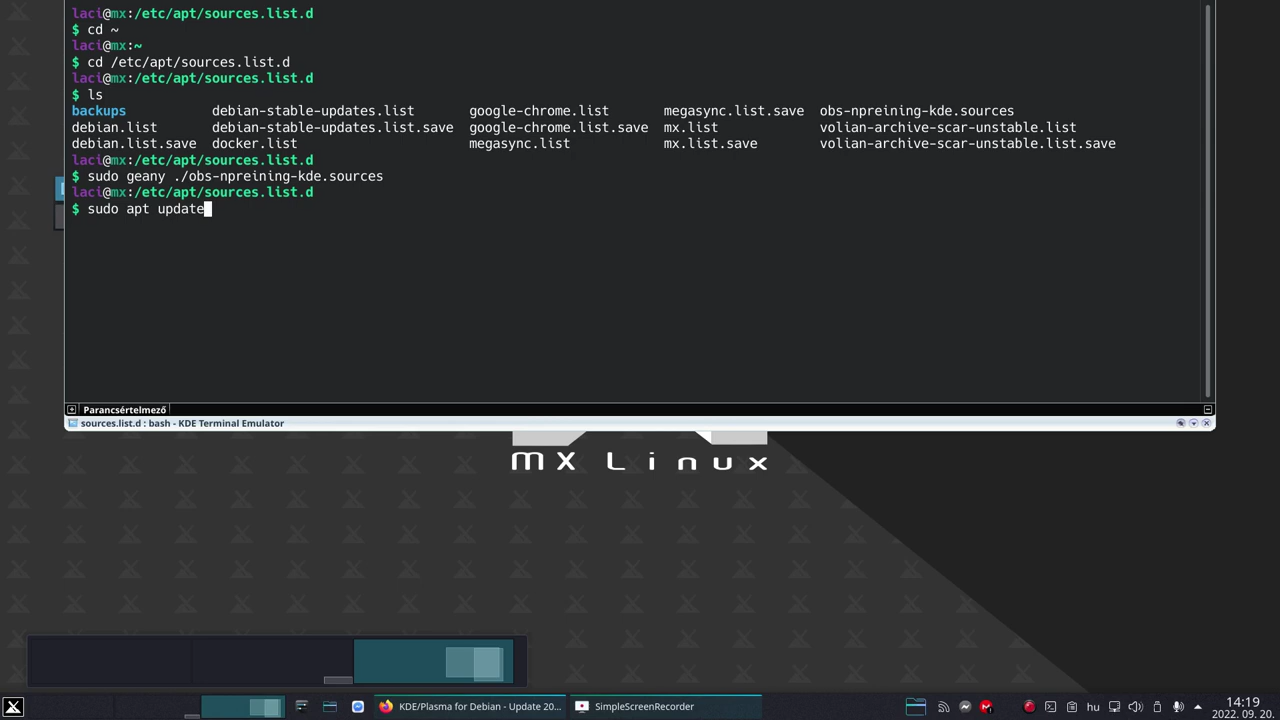 laci@mx:/etc/apt/sources.list.d
$ cd ~
laci@mx:~
$ cd /etc/apt/sources.list.d
laci@mx:/etc/apt/sources.list.d
$ ls
backups debian-stable-updates.list google-chrome.list megasync.list.save obs-npreining-kde.sources
debian.list debian-stable-updates.list.save google-chrome.list.save mx.list volian-archive-scar-unstable.list
debian.list.save docker.list megasync.list mx.list.save volian-archive-scar-unstable.list.save
laci@mx:/etc/apt/sources.list.d
$ sudo geany ./obs-npreining-kde.sources
laci@mx:/etc/apt/sources.list.d
$ sudo apt update
Parancsértelmező
sources.list.d : bash - KDE Terminal Emulator
MX Linux
KDE/Plasma for Debian - Update 20...
SimpleScreenRecorder
hu
14:19
2022. 09. 20.